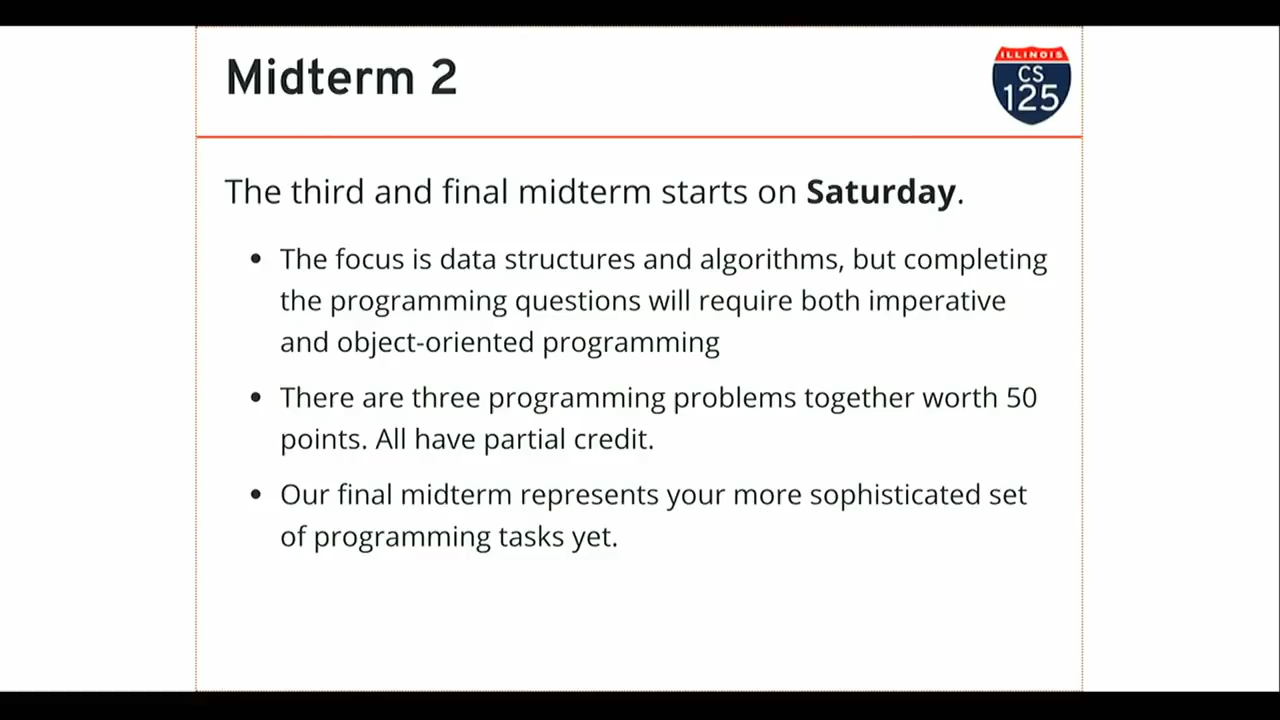 Midterm 2
ILLINOIS
CS
125
The third and final midterm starts on Saturday.
• The focus is data structures and algorithms, but completing
the programming questions will require both imperative
and object-oriented programming
• There are three programming problems together worth 50
points. All have partial credit.
• Our final midterm represents your more sophisticated set
of programming tasks yet.